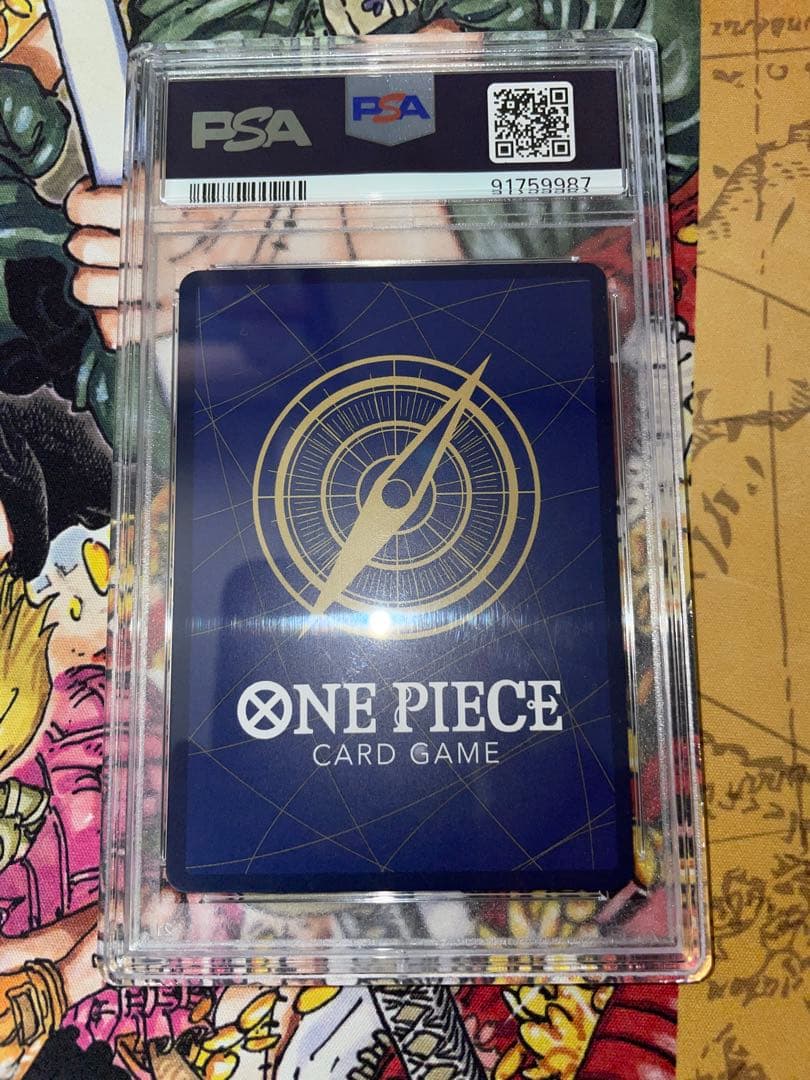 PSA
PSA
91759987
ONE PIECE
CARD GAME